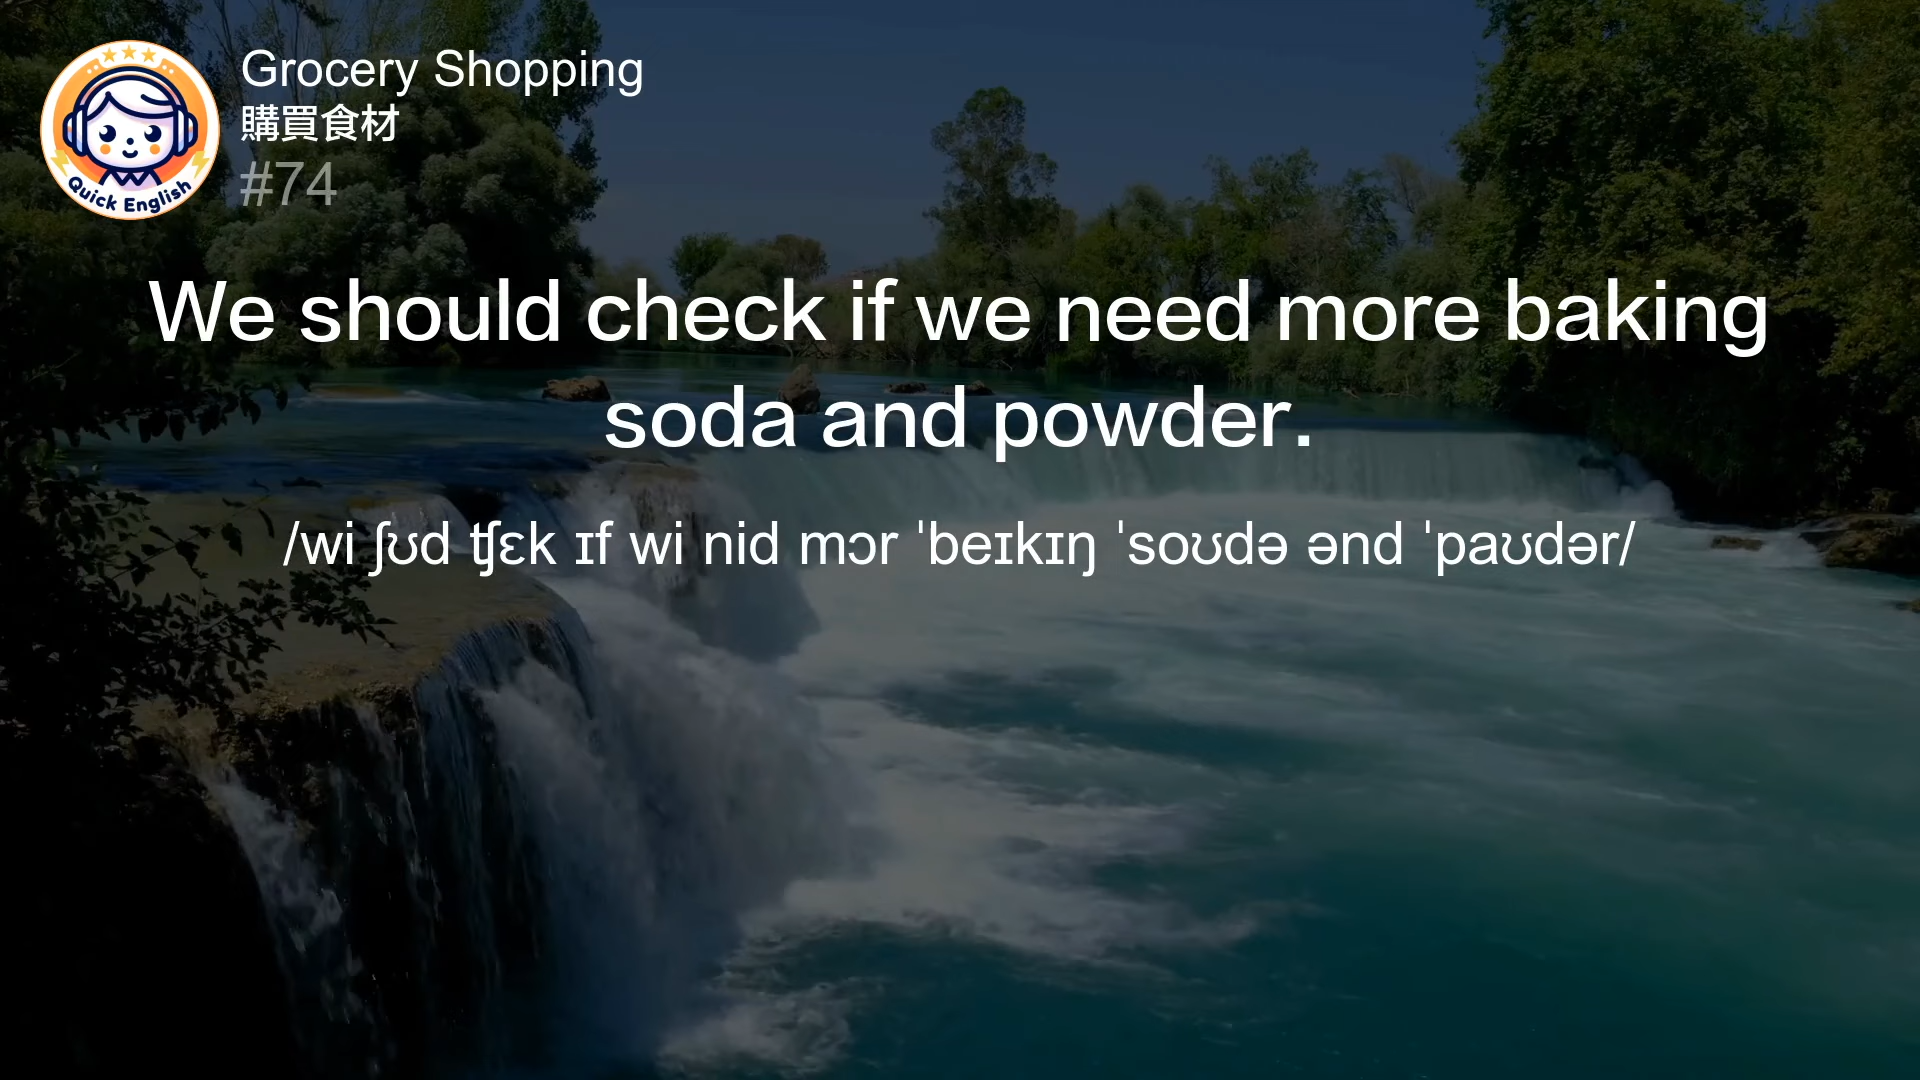 Quick English
Grocery Shopping
購買食材
#74
We should check if we need more baking
soda and powder.
/wi ʃʊd ʧɛk ɪf wi nid mɔr ˈbeɪkɪŋ ˈsoʊdə ənd ˈpaʊdər/